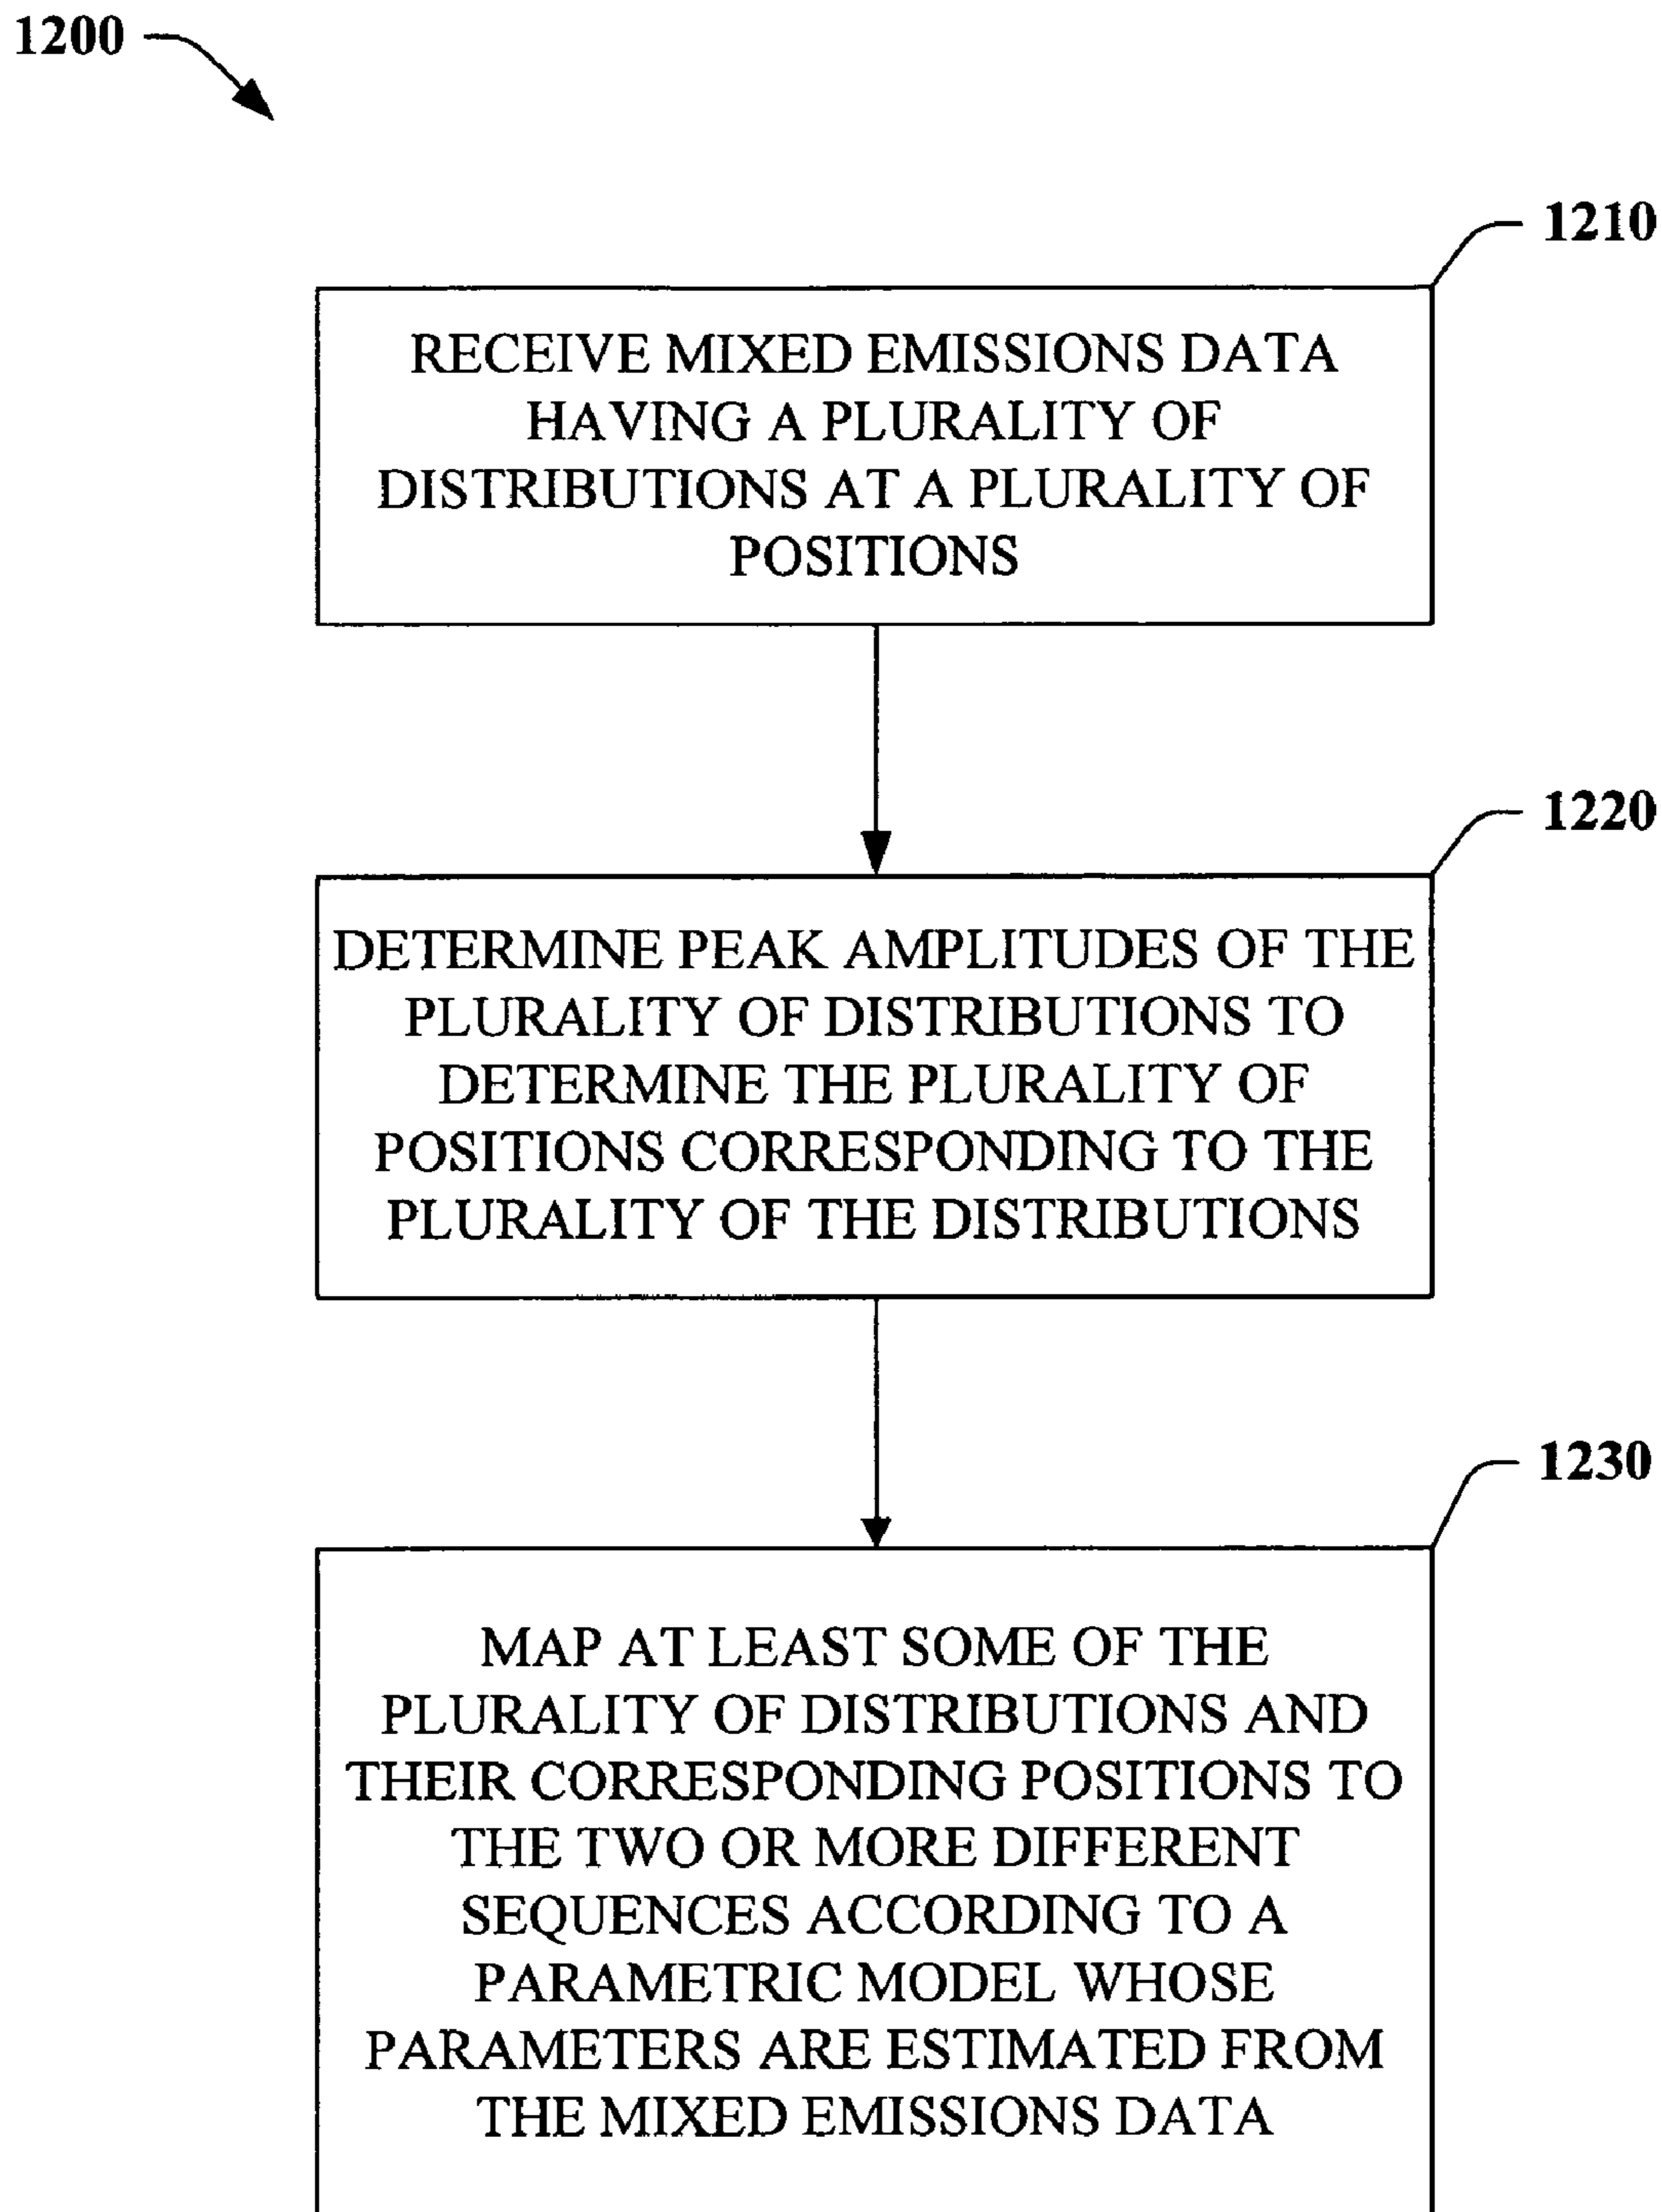 1200
1210
RECEIVE MIXED EMISSIONS DATA
HAVING A PLURALITY OF
DISTRIBUTIONS AT A PLURALITY OF
POSITIONS
1220
DETERMINE PEAK AMPLITUDES OF THE
PLURALITY OF DISTRIBUTIONS TO
DETERMINE THE PLURALITY OF
POSITIONS CORRESPONDING TO THE
PLURALITY OF THE DISTRIBUTIONS
1230
MAP AT LEAST SOME OF THE
PLURALITY OF DISTRIBUTIONS AND
THEIR CORRESPONDING POSITIONS TO
THE TWO OR MORE DIFFERENT
SEQUENCES ACCORDING TO A
PARAMETRIC MODEL WHOSE
PARAMETERS ARE ESTIMATED FROM
THE MIXED EMISSIONS DATA